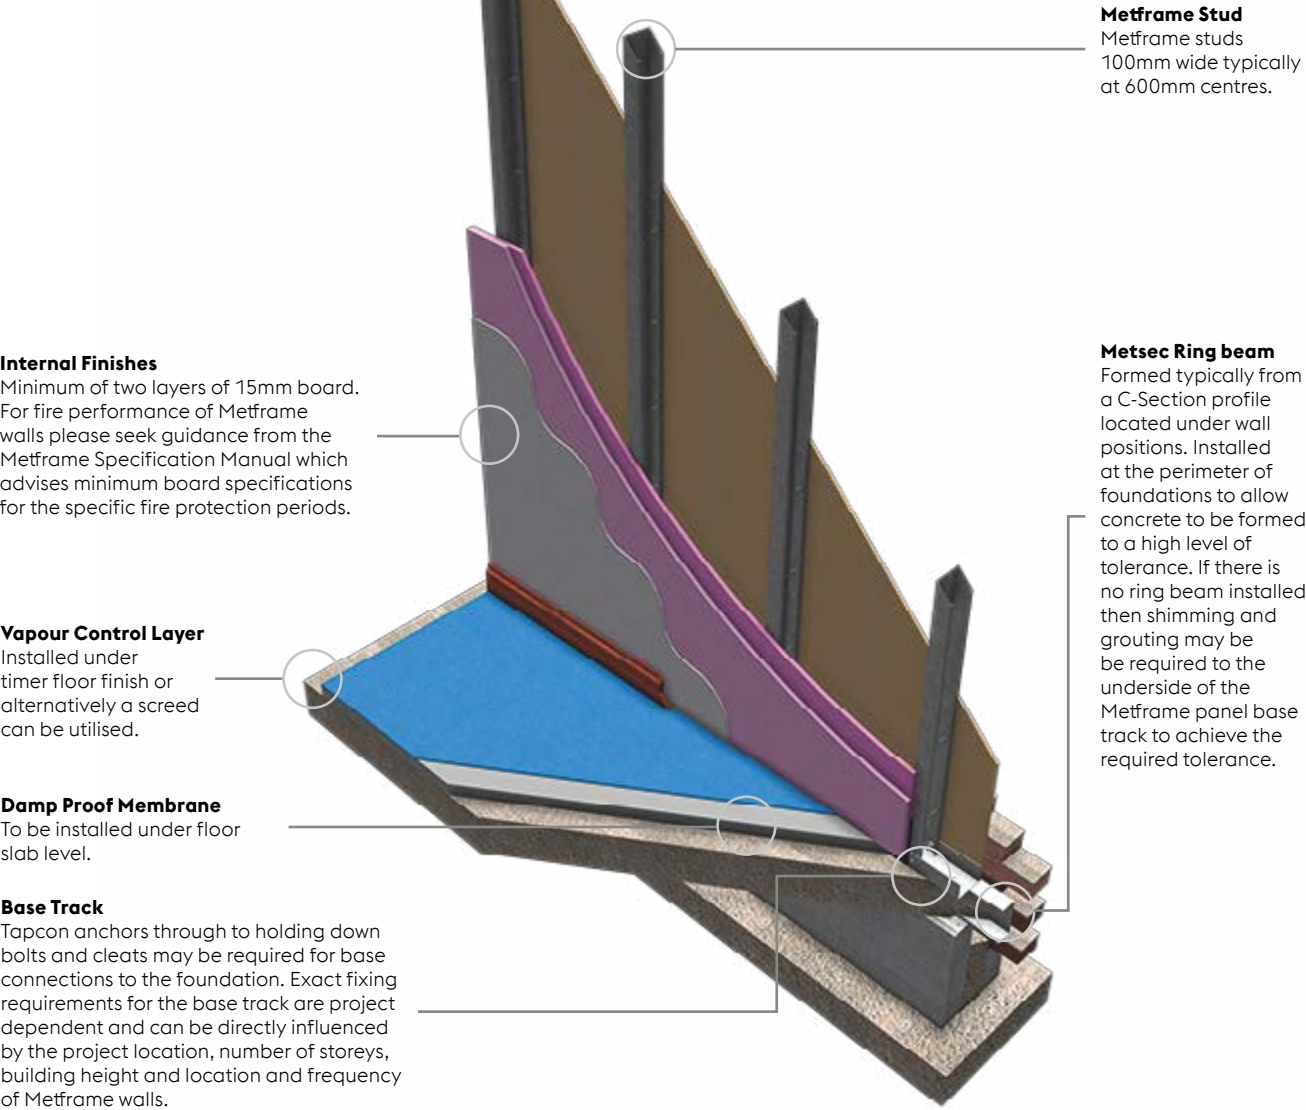 Metframe Stud
Metframe studs
100mm wide typically
at 600mm centres.
Internal Finishes
Minimum of two layers of 15mm board.
For fire performance of Metframe
walls please seek guidance from the
Metframe Specification Manual which
advises minimum board specifications
for the specific fire protection periods.
Metsec Ring beam
Formed typically from
a C-Section profile
located under wall
positions. Installed
at the perimeter of
foundations to allow
concrete to be formed
to a high level of
tolerance. If there is
no ring beam installed
then shimming and
grouting may be
be required to the
underside of the
Metframe panel base
track to achieve the
required tolerance.
Vapour Control Layer
Installed under
timer floor finish or
alternatively a screed
can be utilised.
Damp Proof Membrane
To be installed under floor
slab level.
Base Track
Tapcon anchors through to holding down
bolts and cleats may be required for base
connections to the foundation. Exact fixing
requirements for the base track are project
dependent and can be directly influenced
by the project location, number of storeys,
building height and location and frequency
of Metframe walls.